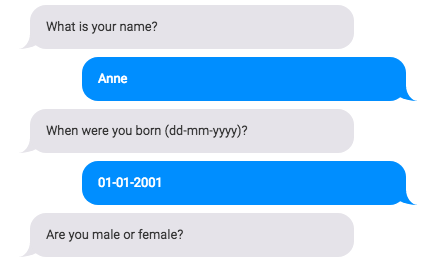 What is your name?
Anne
When were you born (dd-mm-yyyy)?
01-01-2001
Are you male or female?